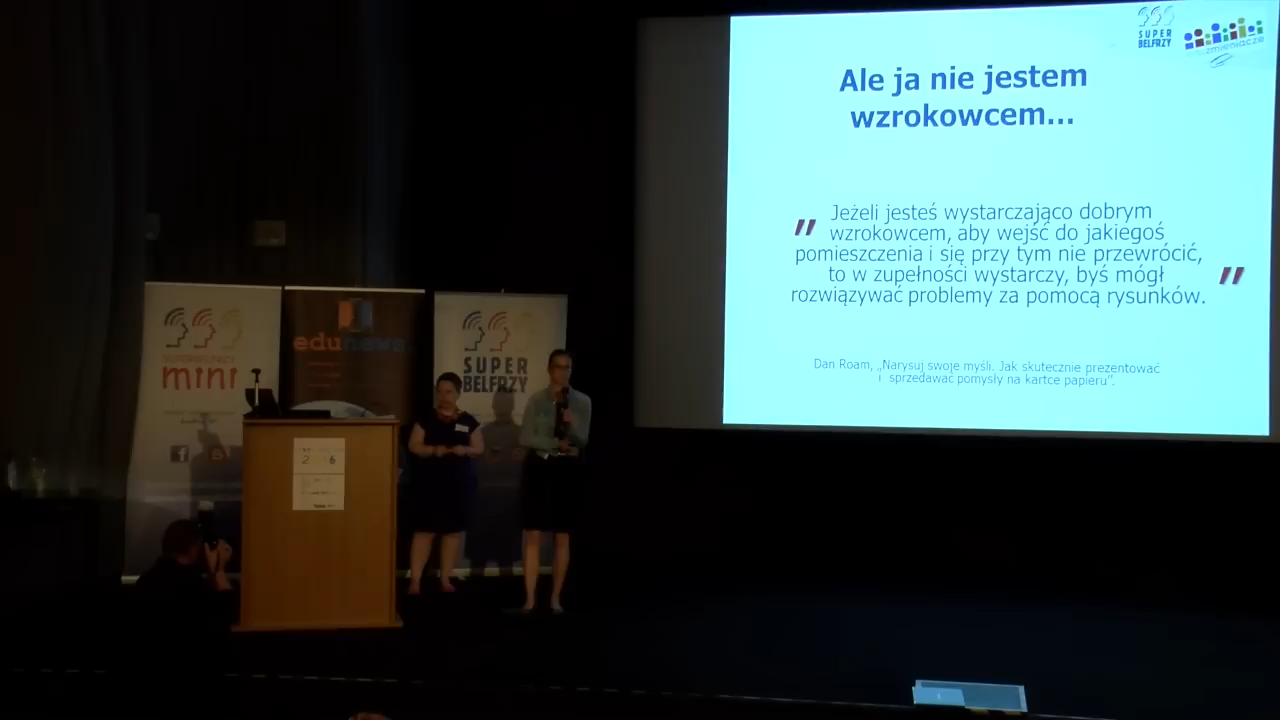 SUPER
BELFRZY
zmieniacze
Ale ja nie jestem
wzrokowcem...
" Jeżeli jesteś wystarczająco dobrym
wzrokowcem, aby wejść do jakiegoś
pomieszczenia i się przy tym nie przewrócić,
to w zupełności wystarczy, byś mógł "
rozwiązywać problemy za pomocą rysunków.
Dan Roam, „Narysuj swoje myśli. Jak skutecznie prezentować
i sprzedawać pomysły na kartce papieru”.
SUPERBELFRZY
mini
edunews
SUPER
BELFRZY